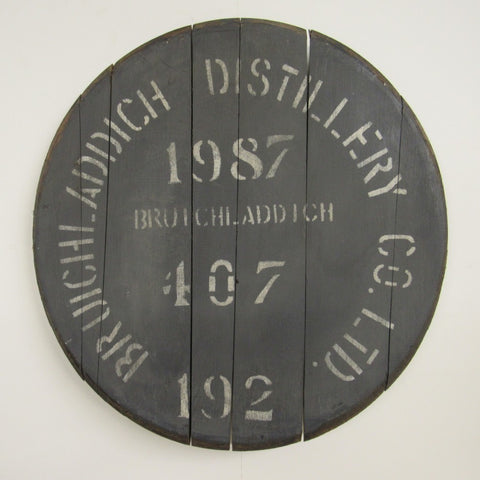 BRUICHLADDICH DISTILLERY CO. LTD.
1987
BRUICHLADDICH
407
192